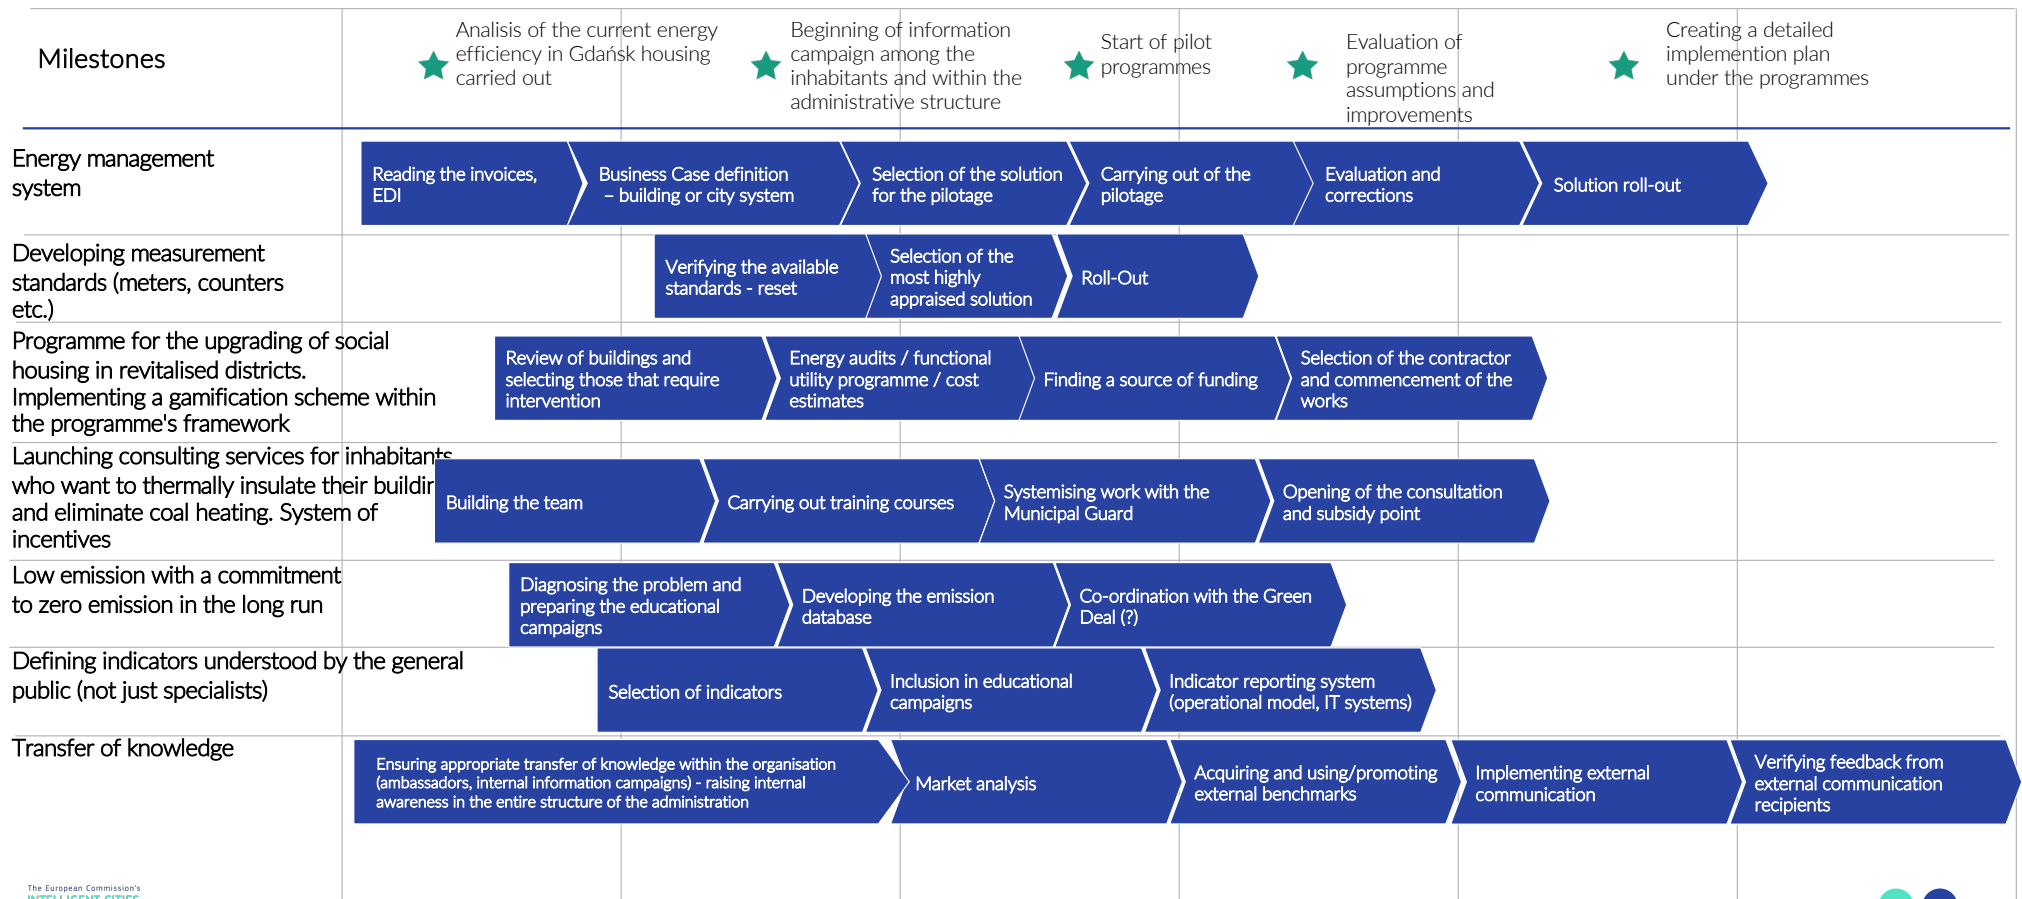 Milestones
Analisis of the current energy
efficiency in Gdańsk housing
carried out
Beginning of information
campaign among the
inhabitants and within the
administrative structure
Start of pilot
programmes
Evaluation of
programme
assumptions and
improvements
Creating a detailed
implemention plan
under the programmes
Energy management
system
Reading the invoices,
EDI
Business Case definition
– building or city system
Selection of the solution
for the pilotage
Carrying out of the
pilotage
Evaluation and
corrections
Solution roll-out
Developing measurement
standards (meters, counters
etc.)
Verifying the available
standards - reset
Selection of the
most highly
appraised solution
Roll-Out
Programme for the upgrading of social
housing in revitalised districts.
Implementing a gamification scheme within
the programme's framework
Review of buildings and
selecting those that require
intervention
Energy audits / functional
utility programme / cost
estimates
Finding a source of funding
Selection of the contractor
and commencement of the
works
Launching consulting services for inhabitants
who want to thermally insulate their buildin
and eliminate coal heating. System of
incentives
Building the team
Carrying out training courses
Systemising work with the
Municipal Guard
Opening of the consultation
and subsidy point
Low emission with a commitment
to zero emission in the long run
Diagnosing the problem and
preparing the educational
campaigns
Developing the emission
database
Co-ordination with the Green
Deal (?)
Defining indicators understood by the general
public (not just specialists)
Selection of indicators
Inclusion in educational
campaigns
Indicator reporting system
(operational model, IT systems)
Transfer of knowledge
Ensuring appropriate transfer of knowledge within the organisation
(ambassadors, internal information campaigns) - raising internal
awareness in the entire structure of the administration
Market analysis
Acquiring and using/promoting
external benchmarks
Implementing external
communication
Verifying feedback from
external communication
recipients
The European Commission's
INTELLIGENT CITIES